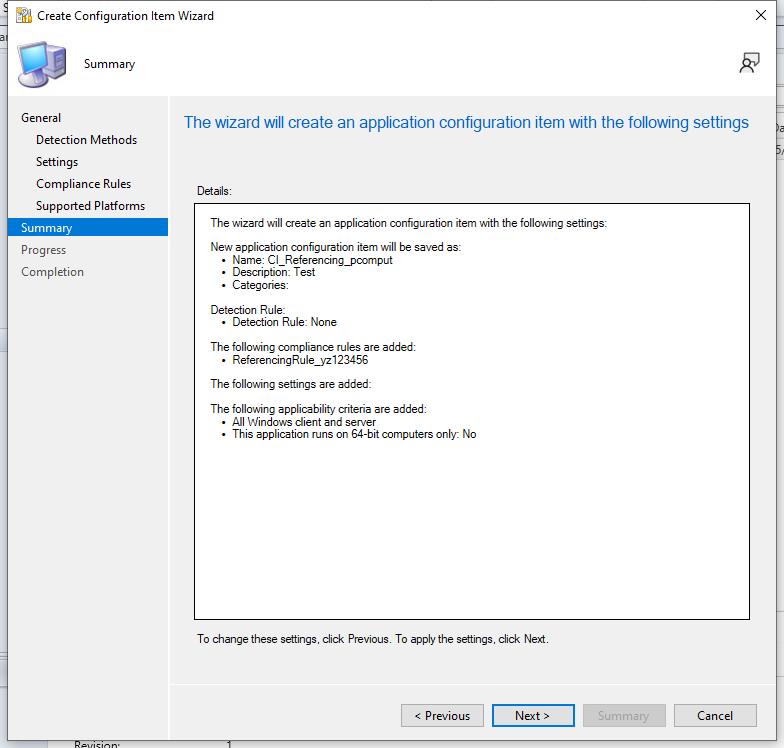 Create Configuration Item Wizard
Summary
General
Detection Methods
Settings
Compliance Rules
Supported Platforms
Summary
Progress
Completion
The wizard will create an application configuration item with the following settings
Details:
The wizard will create an application configuration item with the following settings:
New application configuration item will be saved as:
• Name: CI_Referencing_pcomput
• Description: Test
• Categories:
Detection Rule:
• Detection Rule: None
The following compliance rules are added:
• ReferencingRule_yz123456
The following settings are added:
The following applicability criteria are added:
• All Windows client and server
• This application runs on 64-bit computers only: No
To change these settings, click Previous. To apply the settings, click Next.
< Previous
Next >
Summary
Cancel
Revision: 1